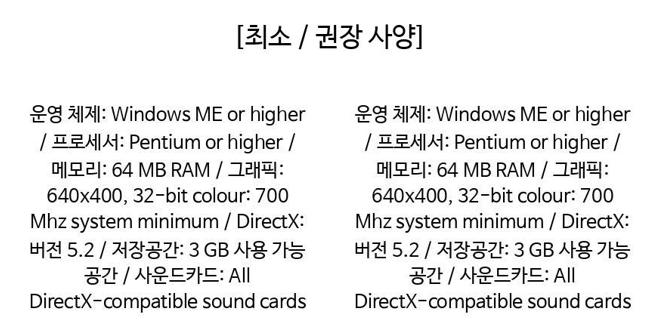 [최소 / 권장 사양]
운영 체제: Windows ME or higher
/ 프로세서: Pentium or higher /
메모리: 64 MB RAM / 그래픽:
640x400, 32-bit colour: 700
Mhz system minimum / DirectX:
버전 5.2 / 저장공간: 3 GB 사용 가능
공간 / 사운드카드: All
DirectX-compatible sound cards
운영 체제: Windows ME or higher
/ 프로세서: Pentium or higher /
메모리: 64 MB RAM / 그래픽:
640x400, 32-bit colour: 700
Mhz system minimum / DirectX:
버전 5.2 / 저장공간: 3 GB 사용 가능
공간 / 사운드카드: All
DirectX-compatible sound cards